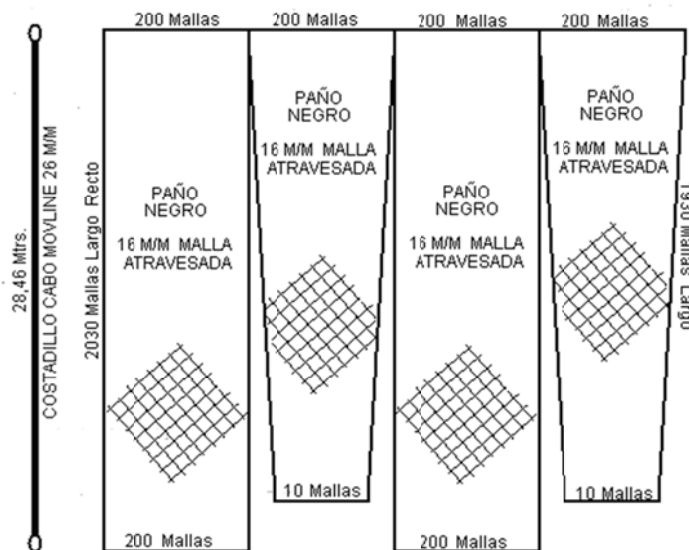 200 Mallas
200 Mallas
200 Mallas
200 Mallas
28,46 Mtrs.
COSTADILLO CABO MOVLINE 26 M/M
2030 Mallas Largo Recto
PAÑO
NEGRO
16 M/M MALLA
ATRAVESADA
PAÑO
NEGRO
16 M/M MALLA
ATRAVESADA
PAÑO
NEGRO
16 M/M MALLA
ATRAVESADA
PAÑO
NEGRO
16 M/M MALLA
ATRAVESADA
1930 Mallas Largo
10 Mallas
10 Mallas
200 Mallas
200 Mallas